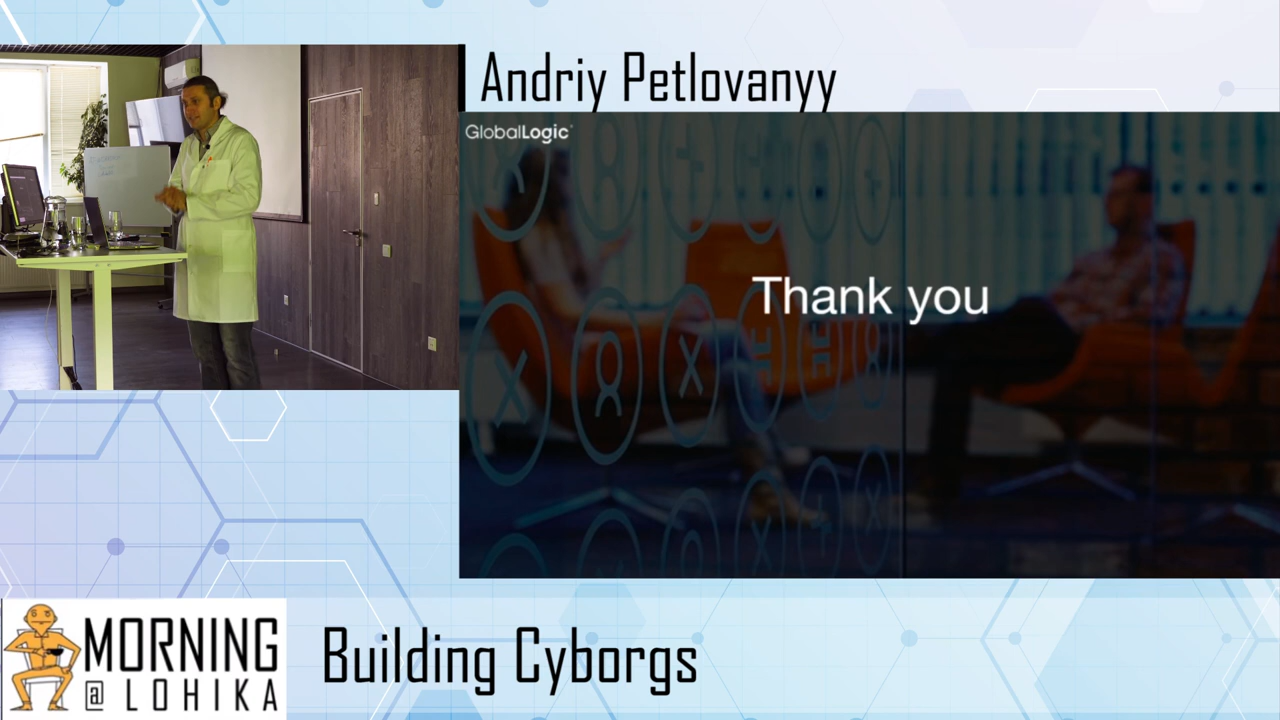 Andriy Petlovanyy
GlobalLogic
Thank you
MORNING
@ LOHIKA
Building Cyborgs